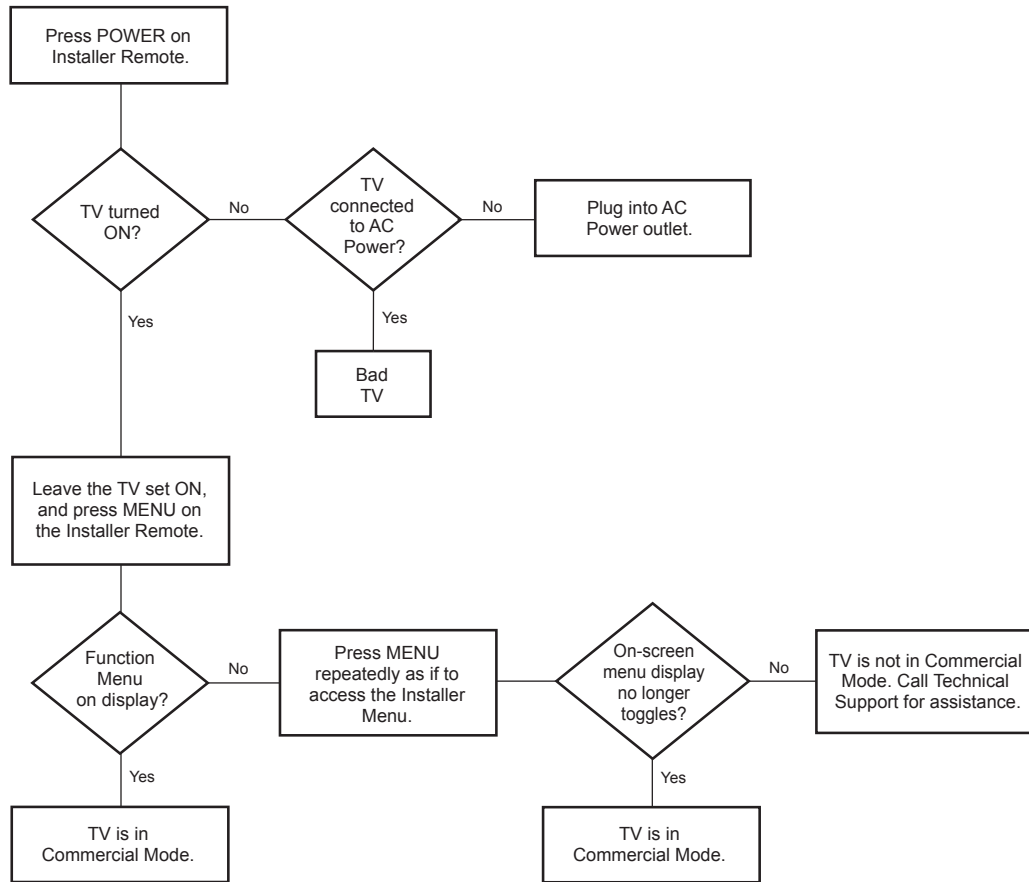 Press POWER on
Installer Remote.
TV turned
ON?
No
TV
connected
to AC
Power?
No
Plug into AC
Power outlet.
Yes
Yes
Bad
TV
Leave the TV set ON,
and press MENU on
the Installer Remote.
Function
Menu
on display?
No
Press MENU
repeatedly as if to
access the Installer
Menu.
On-screen
menu display
no longer
toggles?
No
TV is not in Commercial
Mode. Call Technical
Support for assistance.
Yes
Yes
TV is in
Commercial Mode.
TV is in
Commercial Mode.